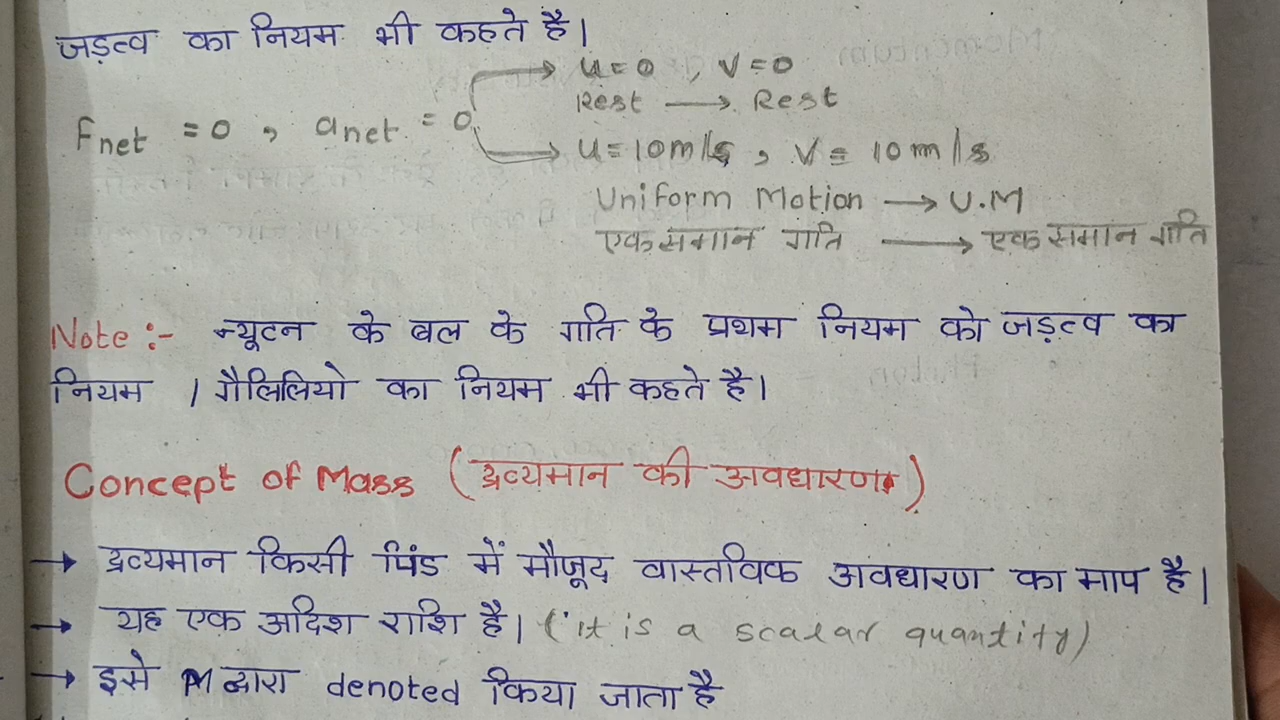 जड़त्व का नियम भी कहते है।
u=0 , v=0
Rest → Rest
Fnet = 0 , anet = 0
u=10m/s , v = 10m/s
Uniform Motion → U.M
एकसमान गति → एकसमान गति
Note :- न्यूटन के बल के गति के प्रथम नियम को जड़त्व का
नियम / गैलिलियो का नियम भी कहते है।
Concept of Mass (द्रव्यमान की अवधारणा)
→ द्रव्यमान किसी पिंड में मौजूद वास्तविक अवधारण का माप है।
→ यह एक अदिश राशि है। (it is a scalar quantity)
→ इसे M द्वारा denoted किया जाता है